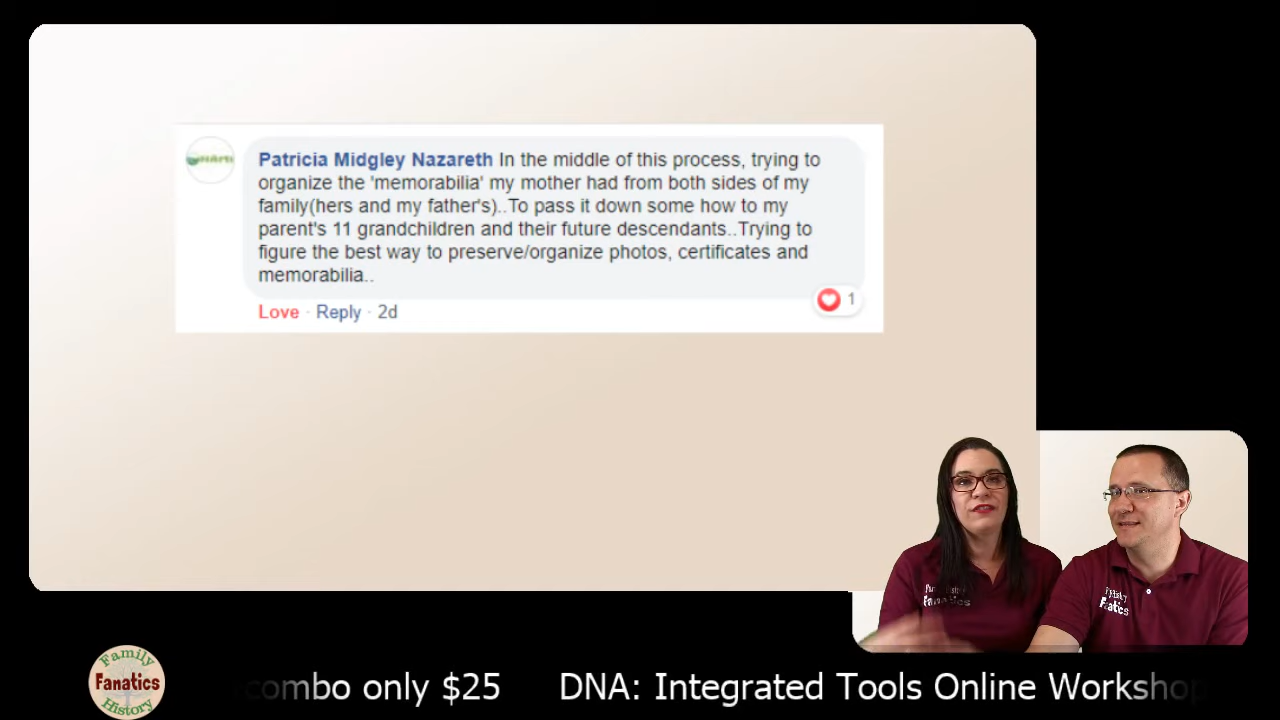 Patricia Midgley Nazareth In the middle of this process, trying to
organize the 'memorabilia' my mother had from both sides of my
family(hers and my father's)..To pass it down some how to my
parent's 11 grandchildren and their future descendants..Trying to
figure the best way to preserve/organize photos, certificates and
memorabilia..
Love · Reply · 2d
1
Fanatics
Family
Fanatics
History
combo only $25 DNA: Integrated Tools Online Workshop